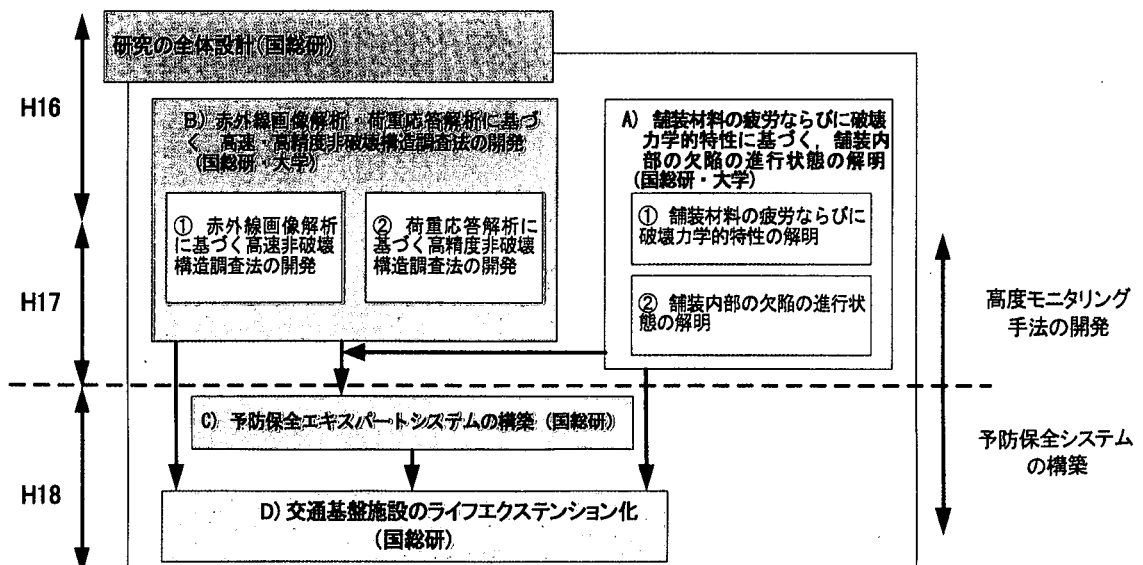 研究の全体設計(国総研)
H16
B) 赤外線画像解析・荷重応答解析に基づ
く、高速・高精度非破壊構造調査法の開発
(国総研・大学)
① 赤外線画像解析
に基づく高速非破壊
構造調査法の開発
② 荷重応答解析に
基づく高精度非破壊
構造調査法の開発
A) 舗装材料の疲労ならびに破壊
力学的特性に基づく, 舗装内
部の欠陥の進行状態の解明
(国総研・大学)
① 舗装材料の疲労ならびに
破壊力学的特性の解明
② 舗装内部の欠陥の進行状
態の解明
H17
高度モニタリング
手法の開発
C) 予防保全エキスパートシステムの構築 (国総研)
予防保全システム
の構築
H18
D) 交通基盤施設のライフエクステンション化
(国総研)